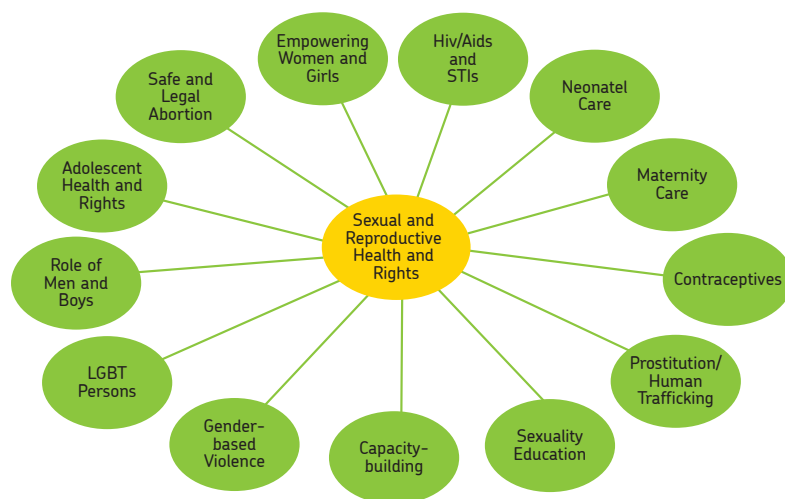 Empowering
Women and
Girls
Hiv/Aids
and
STIs
Safe and
Legal
Abortion
Neonatel
Care
Adolescent
Health and
Rights
Maternity
Care
Sexual and
Reproductive
Health and
Rights
Role of
Men and
Boys
Contraceptives
LGBT
Persons
Prostitution/
Human
Trafficking
Gender-
based
Violence
Capacity-
building
Sexuality
Education